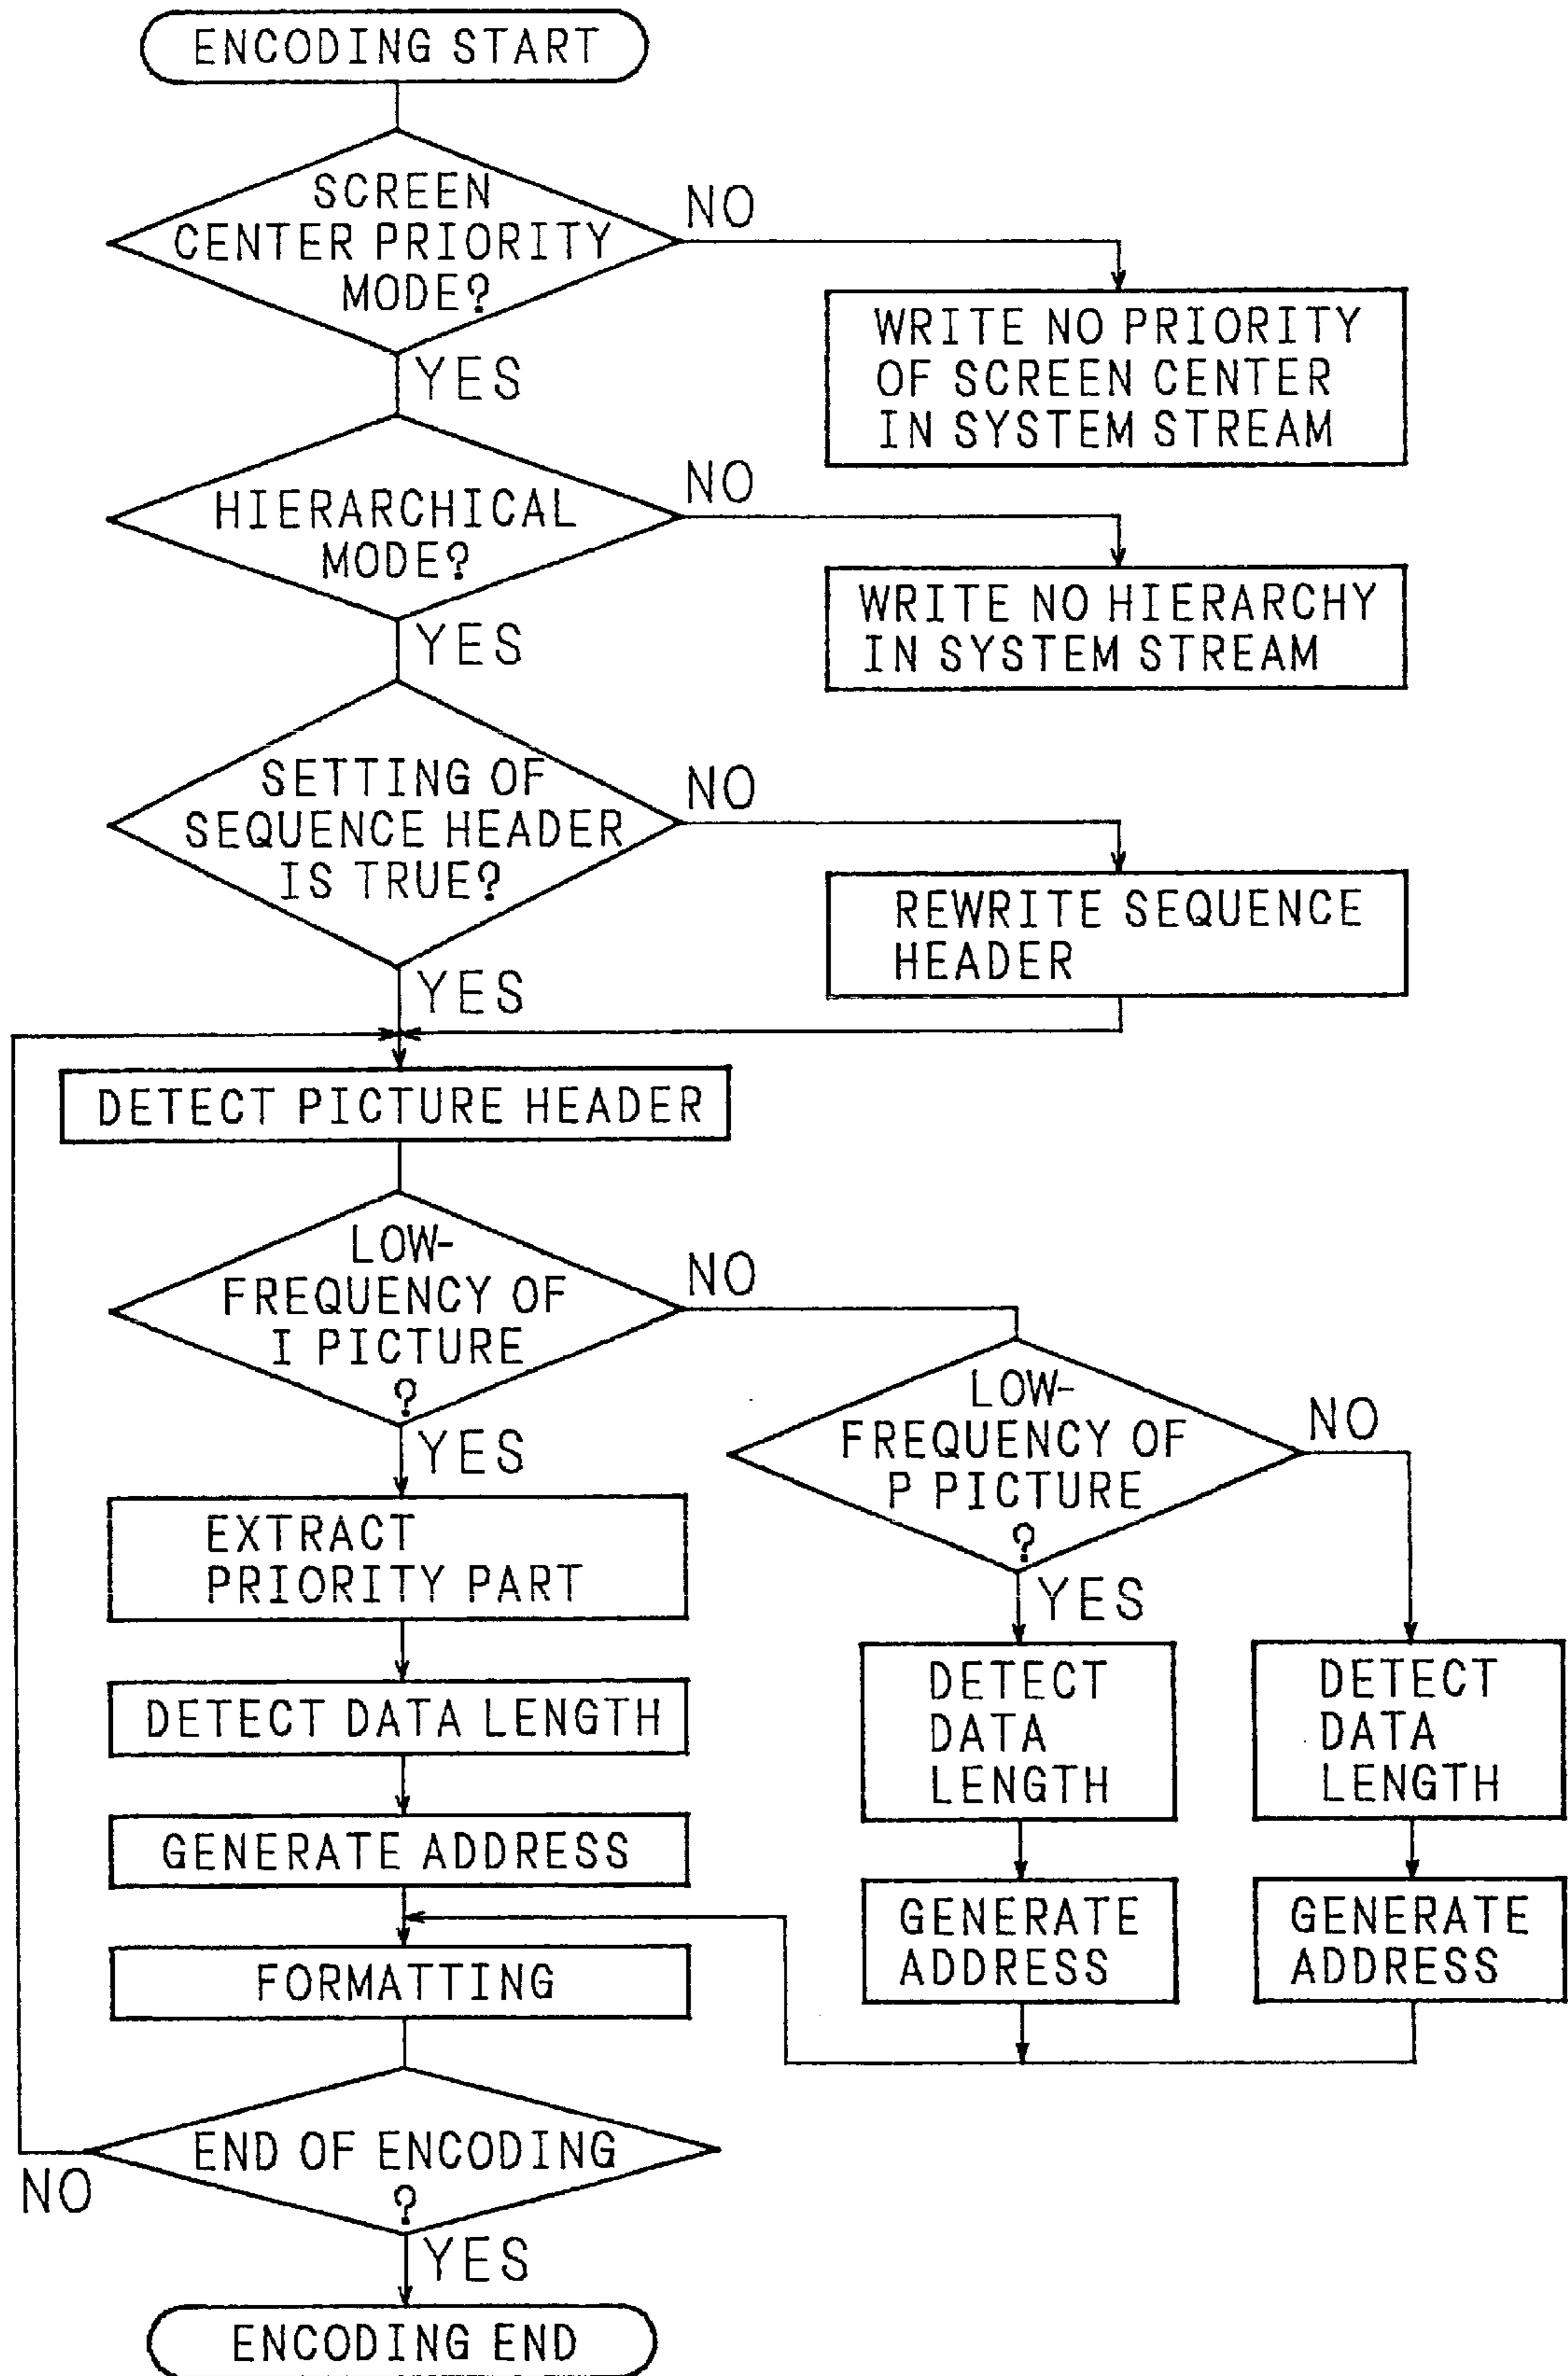 ENCODING START
SCREEN
CENTER PRIORITY
MODE?
NO
WRITE NO PRIORITY
OF SCREEN CENTER
IN SYSTEM STREAM
YES
HIERARCHICAL
MODE?
NO
WRITE NO HIERARCHY
IN SYSTEM STREAM
YES
SETTING OF
SEQUENCE HEADER
IS TRUE?
NO
REWRITE SEQUENCE
HEADER
YES
DETECT PICTURE HEADER
LOW-
FREQUENCY OF
I PICTURE
?
NO
YES
LOW-
FREQUENCY OF
P PICTURE
?
NO
YES
EXTRACT
PRIORITY PART
DETECT DATA LENGTH
GENERATE ADDRESS
DETECT
DATA
LENGTH
GENERATE
ADDRESS
DETECT
DATA
LENGTH
GENERATE
ADDRESS
FORMATTING
END OF ENCODING
?
NO
YES
ENCODING END